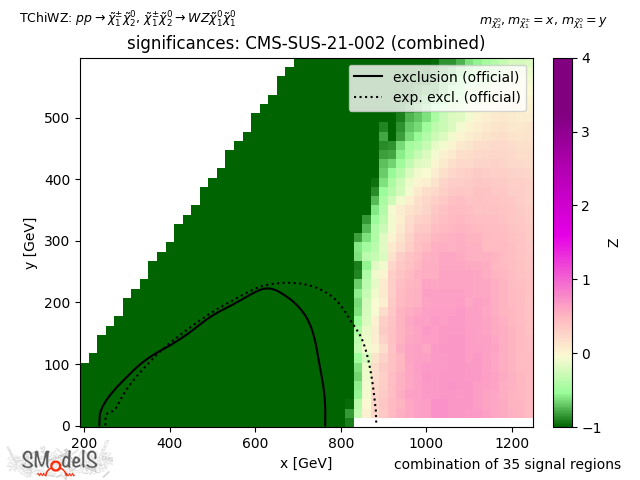 TChiWZ: pp → χ̃₁±χ̃₂⁰, χ̃₁±χ̃₂⁰ → WZχ̃₁⁰χ̃₁⁰
m_χ̃₂⁰, m_χ̃₁± = x, m_χ̃₁⁰ = y
significances: CMS-SUS-21-002 (combined)
exclusion (official)
exp. excl. (official)
y [GeV]
500
400
300
200
100
0
200
400
600
800
1000
1200
x [GeV]
4
3
2
1
0
−1
Z
SModelS
combination of 35 signal regions